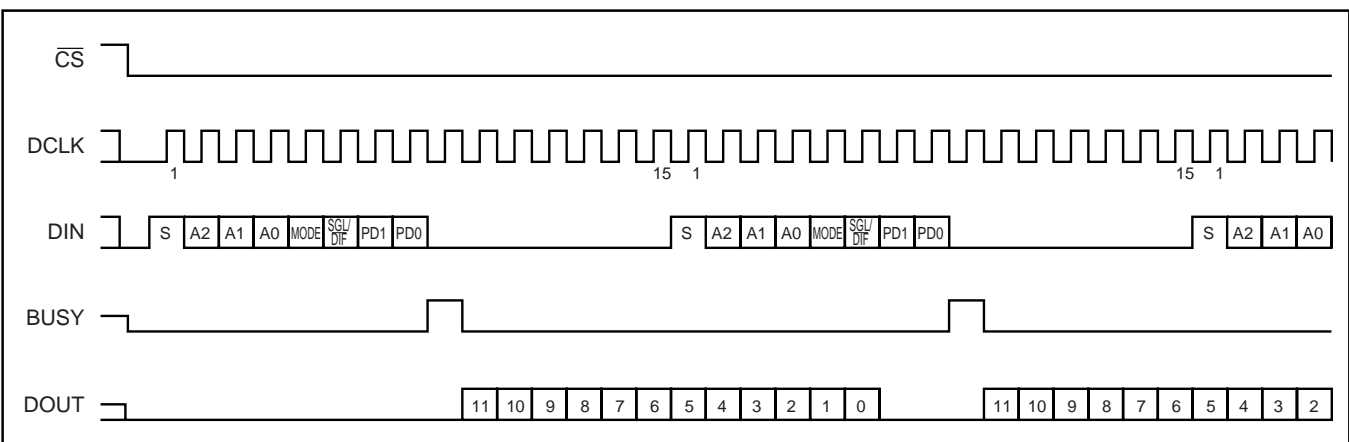 CS
DCLK
1 15 1 15 1
DIN S A2 A1 A0 MODE SGL/DIF PD1 PD0 S A2 A1 A0 MODE SGL/DIF PD1 PD0 S A2 A1 A0
BUSY
DOUT 11 10 9 8 7 6 5 4 3 2 1 0 11 10 9 8 7 6 5 4 3 2